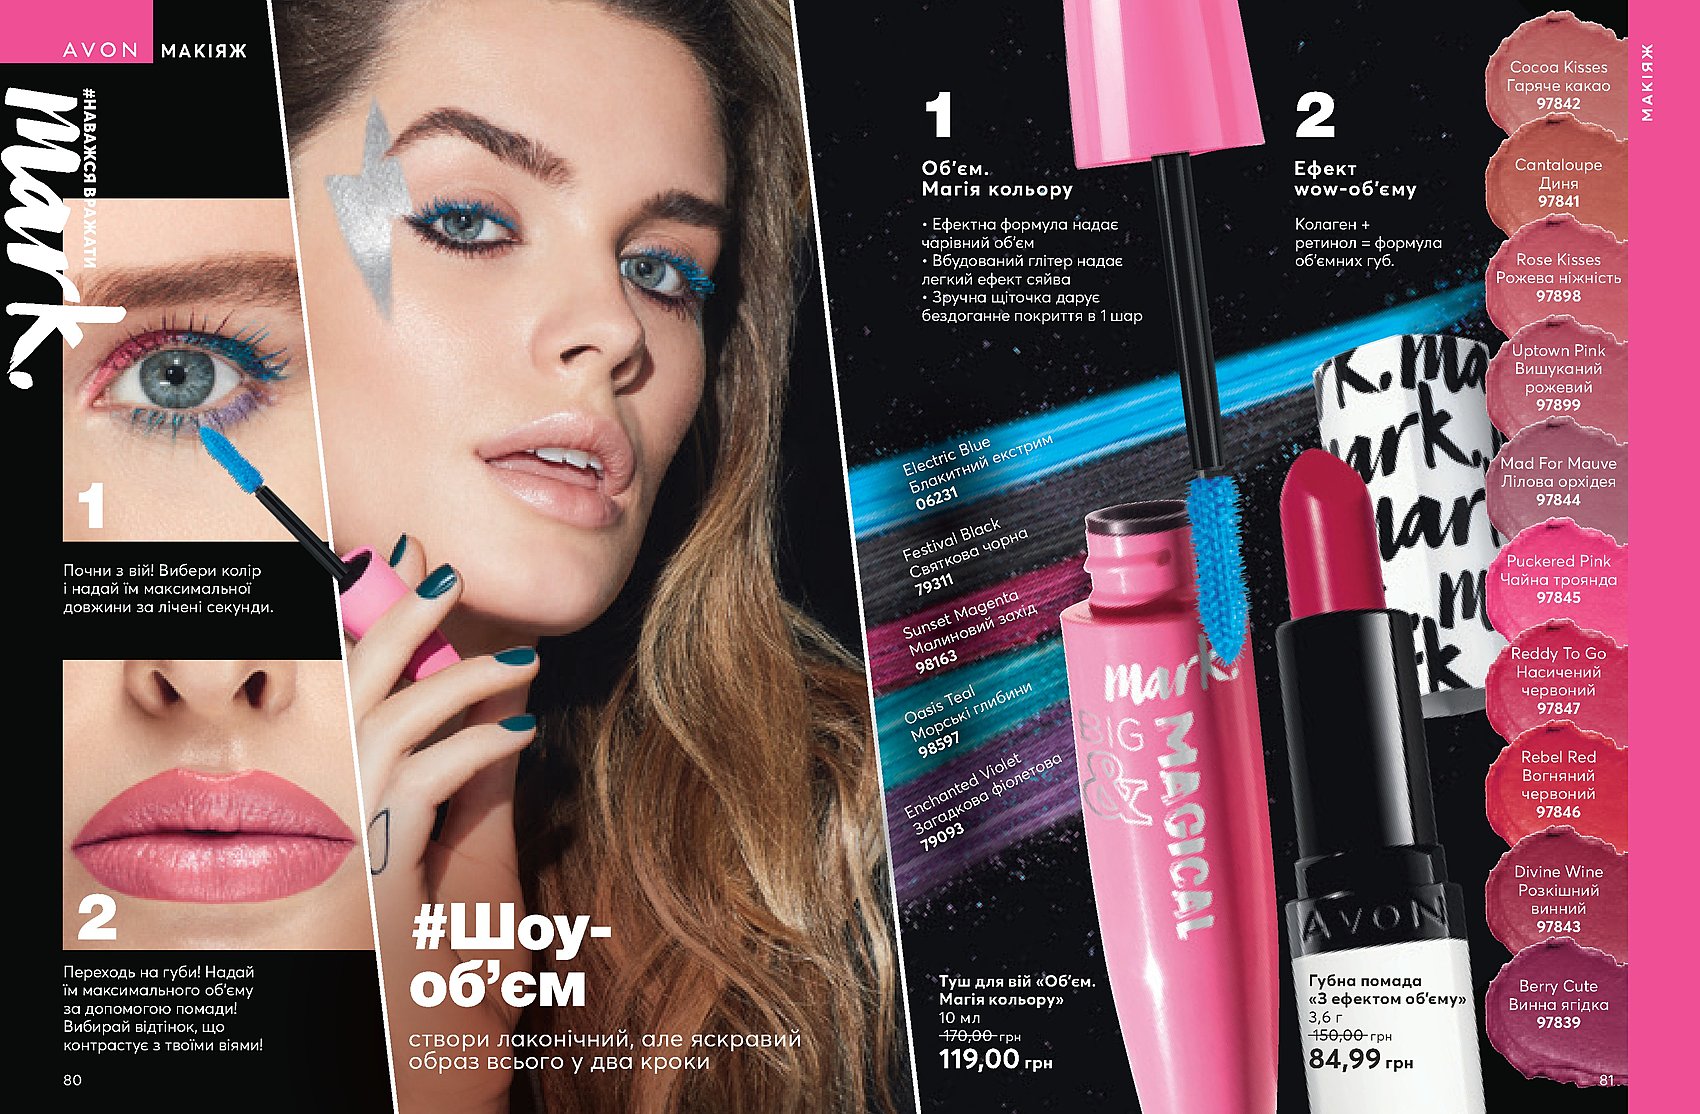 AVON МАКІЯЖ
#НАВАЖСЯ ВРАЖАТИ
mark.
1
Почни з вій! Вибери колір
і надай їм максимальної
довжини за лічені секунди.
2
Переходь на губи! Надай
їм максимального об'єму
за допомогою помади!
Вибирай відтінок, що
контрастує з твоїми віями!
80
#Шоу-
об'єм
створи лаконічний, але яскравий
образ всього у два кроки
1
Об'єм.
Магія кольору
• Ефектна формула надає
чарівний об'єм
• Вбудований глітер надає
легкий ефект сяйва
• Зручна щіточка дарує
бездоганне покриття в 1 шар
2
Ефект
wow-об'єму
Колаген +
ретинол = формула
об'ємних губ.
Electric Blue
Блакитний екстрим
06231
Festival Black
Святкова чорна
79311
Sunset Magenta
Малиновий захід
98163
Oasis Teal
Морські глибини
98597
Enchanted Violet
Загадкова фіолетова
79093
mark.
BIG
&
MAGICAL
Туш для вій «Об'єм.
Магія кольору»
10 мл
170,00 грн
119,00 грн
AVON
Губна помада
«З ефектом об'єму»
3,6 г
150,00 грн
84,99 грн
Cocoa Kisses
Гаряче какао
97842
Cantaloupe
Диня
97841
Rose Kisses
Рожева ніжність
97898
Uptown Pink
Вишуканий
рожевий
97899
Mad For Mauve
Лілова орхідея
97844
Puckered Pink
Чайна троянда
97845
Reddy To Go
Насичений
червоний
97847
Rebel Red
Вогняний
червоний
97846
Divine Wine
Розкішний
винний
97843
Berry Cute
Винна ягідка
97839
81
МАКІЯЖ